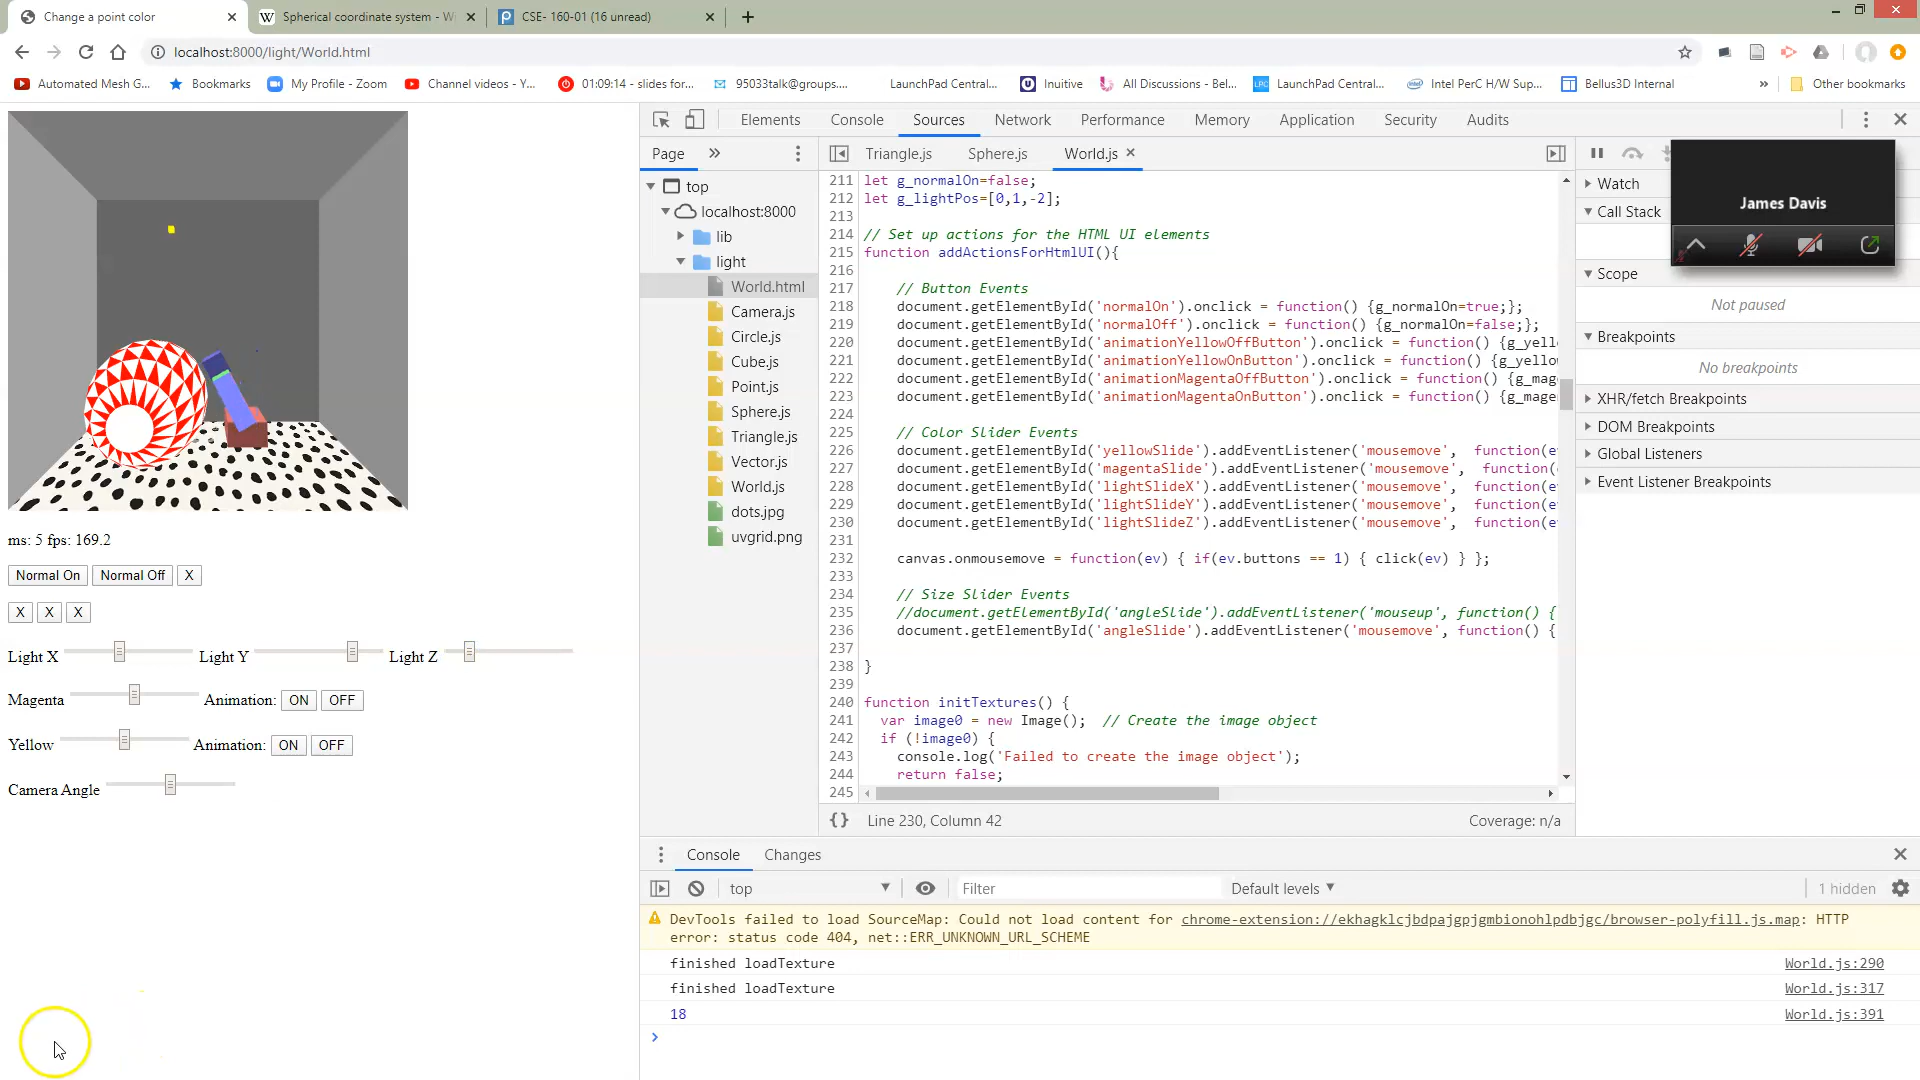 Change a point color
Spherical coordinate system - Wi
CSE- 160-01 (16 unread)
localhost:8000/light/World.html
Automated Mesh G...
Bookmarks
My Profile - Zoom
Channel videos - Y...
01:09:14 - slides for...
95033talk@groups....
LaunchPad Central...
Inuitive
All Discussions - Bel...
LaunchPad Central...
Intel PerC H/W Sup...
Bellus3D Internal
»
Other bookmarks
ms: 5 fps: 169.2
Normal On Normal Off X
X X X
Light X Light Y Light Z
Magenta Animation: ON OFF
Yellow Animation: ON OFF
Camera Angle
Elements Console Sources Network Performance Memory Application Security Audits
Page »
top
localhost:8000
lib
light
World.html
Camera.js
Circle.js
Cube.js
Point.js
Sphere.js
Triangle.js
Vector.js
World.js
dots.jpg
uvgrid.png
Triangle.js Sphere.js World.js
211 let g_normalOn=false;
212 let g_lightPos=[0,1,-2];
213
214 // Set up actions for the HTML UI elements
215 function addActionsForHtmlUI(){
216
217 // Button Events
218 document.getElementById('normalOn').onclick = function() {g_normalOn=true;};
219 document.getElementById('normalOff').onclick = function() {g_normalOn=false;};
220 document.getElementById('animationYellowOffButton').onclick = function() {g_yell
221 document.getElementById('animationYellowOnButton').onclick = function() {g_yello
222 document.getElementById('animationMagentaOffButton').onclick = function() {g_mag
223 document.getElementById('animationMagentaOnButton').onclick = function() {g_mage
224
225 // Color Slider Events
226 document.getElementById('yellowSlide').addEventListener('mousemove', function(e
227 document.getElementById('magentaSlide').addEventListener('mousemove', function(
228 document.getElementById('lightSlideX').addEventListener('mousemove', function(e
229 document.getElementById('lightSlideY').addEventListener('mousemove', function(e
230 document.getElementById('lightSlideZ').addEventListener('mousemove', function(e
231
232 canvas.onmousemove = function(ev) { if(ev.buttons == 1) { click(ev) } };
233
234 // Size Slider Events
235 //document.getElementById('angleSlide').addEventListener('mouseup', function() {
236 document.getElementById('angleSlide').addEventListener('mousemove', function() {
237
238 }
239
240 function initTextures() {
241 var image0 = new Image(); // Create the image object
242 if (!image0) {
243 console.log('Failed to create the image object');
244 return false;
245
{} Line 230, Column 42 Coverage: n/a
Watch
Call Stack
Scope
Not paused
Breakpoints
No breakpoints
XHR/fetch Breakpoints
DOM Breakpoints
Global Listeners
Event Listener Breakpoints
James Davis
Console Changes
top Filter Default levels 1 hidden
DevTools failed to load SourceMap: Could not load content for chrome-extension://ekhagklcjbdpajgpjgmbionohlpdbjgc/browser-polyfill.js.map: HTTP
error: status code 404, net::ERR_UNKNOWN_URL_SCHEME
finished loadTexture World.js:290
finished loadTexture World.js:317
18 World.js:391